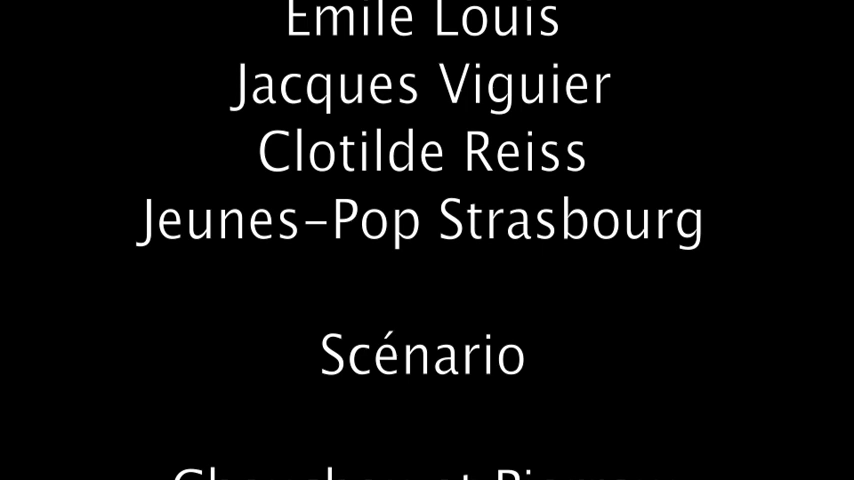 Emile Louis
Jacques Viguier
Clotilde Reiss
Jeunes-Pop Strasbourg
Scénario